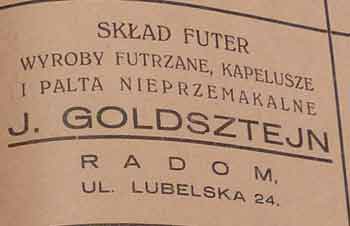 SKŁAD FUTER
WYROBY FUTRZANE, KAPELUSZE
I PALTA NIEPRZEMAKALNE
J. GOLDSZTEJN
RADOM,
UL. LUBELSKA 24.